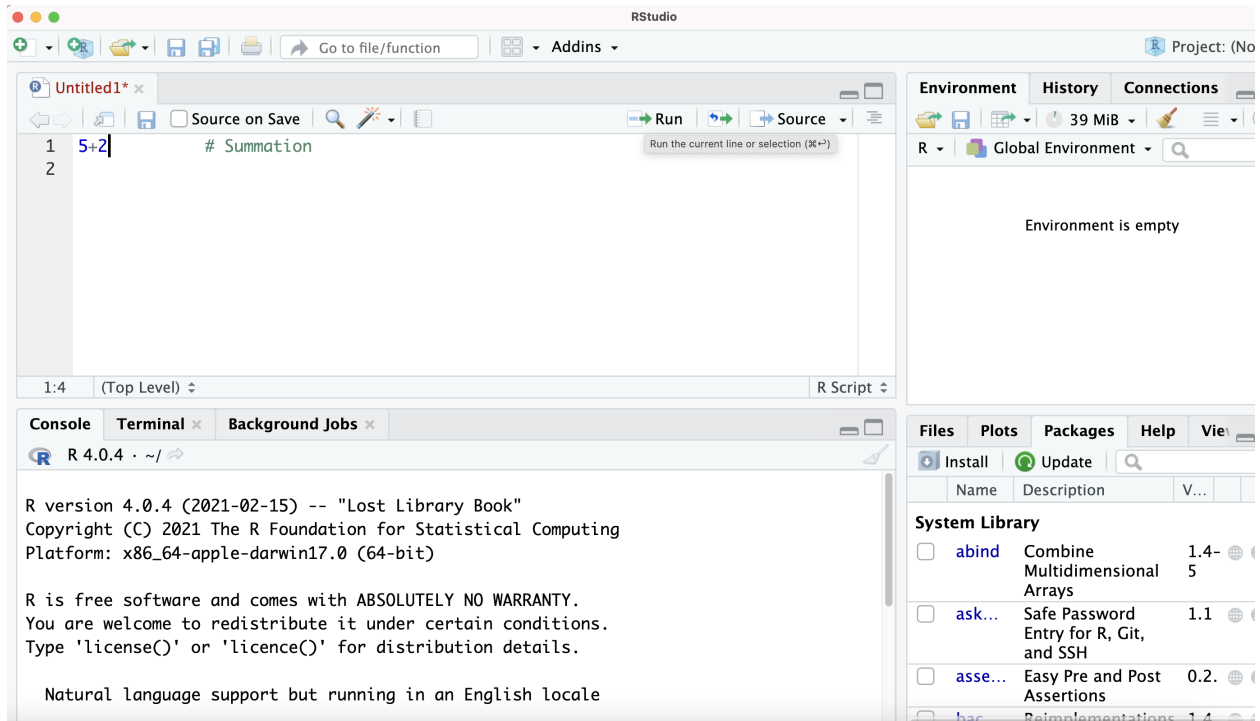 RStudio
Go to file/function
Addins
Project: (No
Untitled1*
Source on Save
Run
Source
Run the current line or selection (⌘↩)
1 5+2 # Summation
2
1:4 (Top Level) R Script
Console Terminal Background Jobs
R 4.0.4 · ~/
R version 4.0.4 (2021-02-15) -- "Lost Library Book"
Copyright (C) 2021 The R Foundation for Statistical Computing
Platform: x86_64-apple-darwin17.0 (64-bit)
R is free software and comes with ABSOLUTELY NO WARRANTY.
You are welcome to redistribute it under certain conditions.
Type 'license()' or 'licence()' for distribution details.
Natural language support but running in an English locale
Environment History Connections
39 MiB
R Global Environment
Environment is empty
Files Plots Packages Help Vie
Install Update
Name Description V...
System Library
abind Combine 1.4-
Multidimensional 5
Arrays
ask... Safe Password 1.1
Entry for R, Git,
and SSH
asse... Easy Pre and Post 0.2.
Assertions